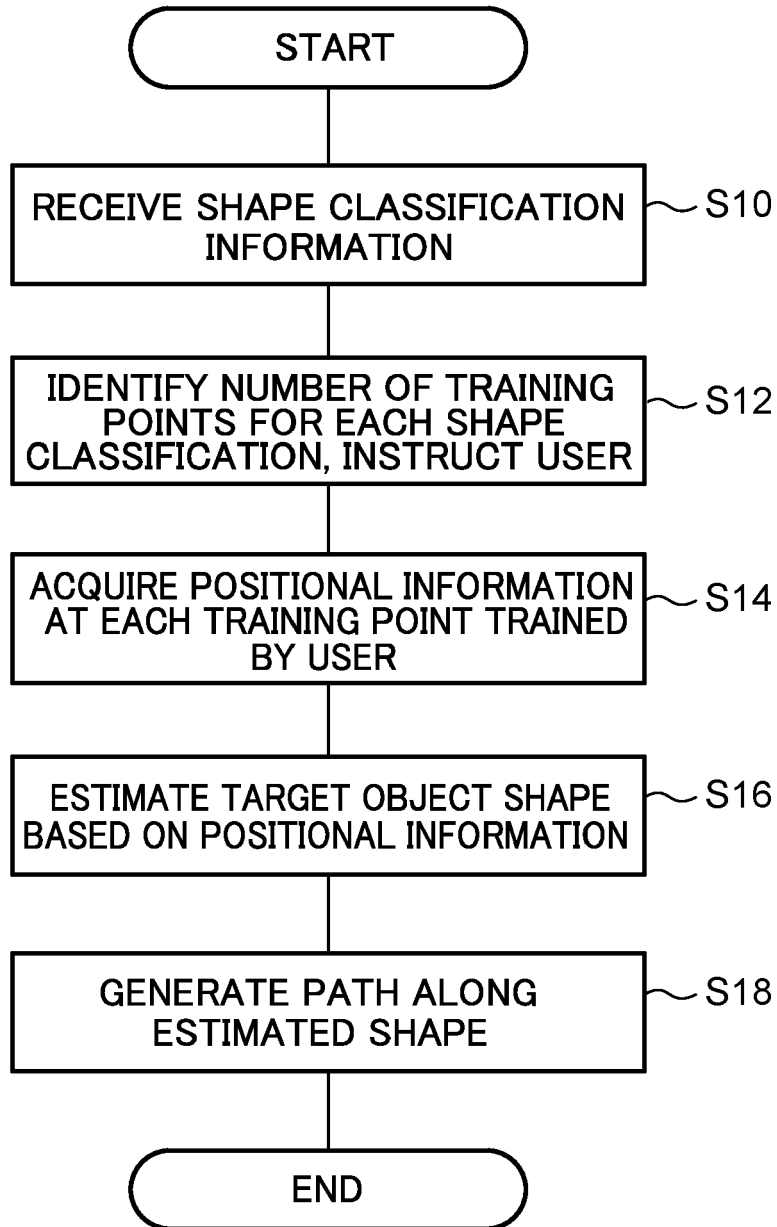 START
RECEIVE SHAPE CLASSIFICATION
INFORMATION
S10
IDENTIFY NUMBER OF TRAINING
POINTS FOR EACH SHAPE
CLASSIFICATION, INSTRUCT USER
S12
ACQUIRE POSITIONAL INFORMATION
AT EACH TRAINING POINT TRAINED
BY USER
S14
ESTIMATE TARGET OBJECT SHAPE
BASED ON POSITIONAL INFORMATION
S16
GENERATE PATH ALONG
ESTIMATED SHAPE
S18
END